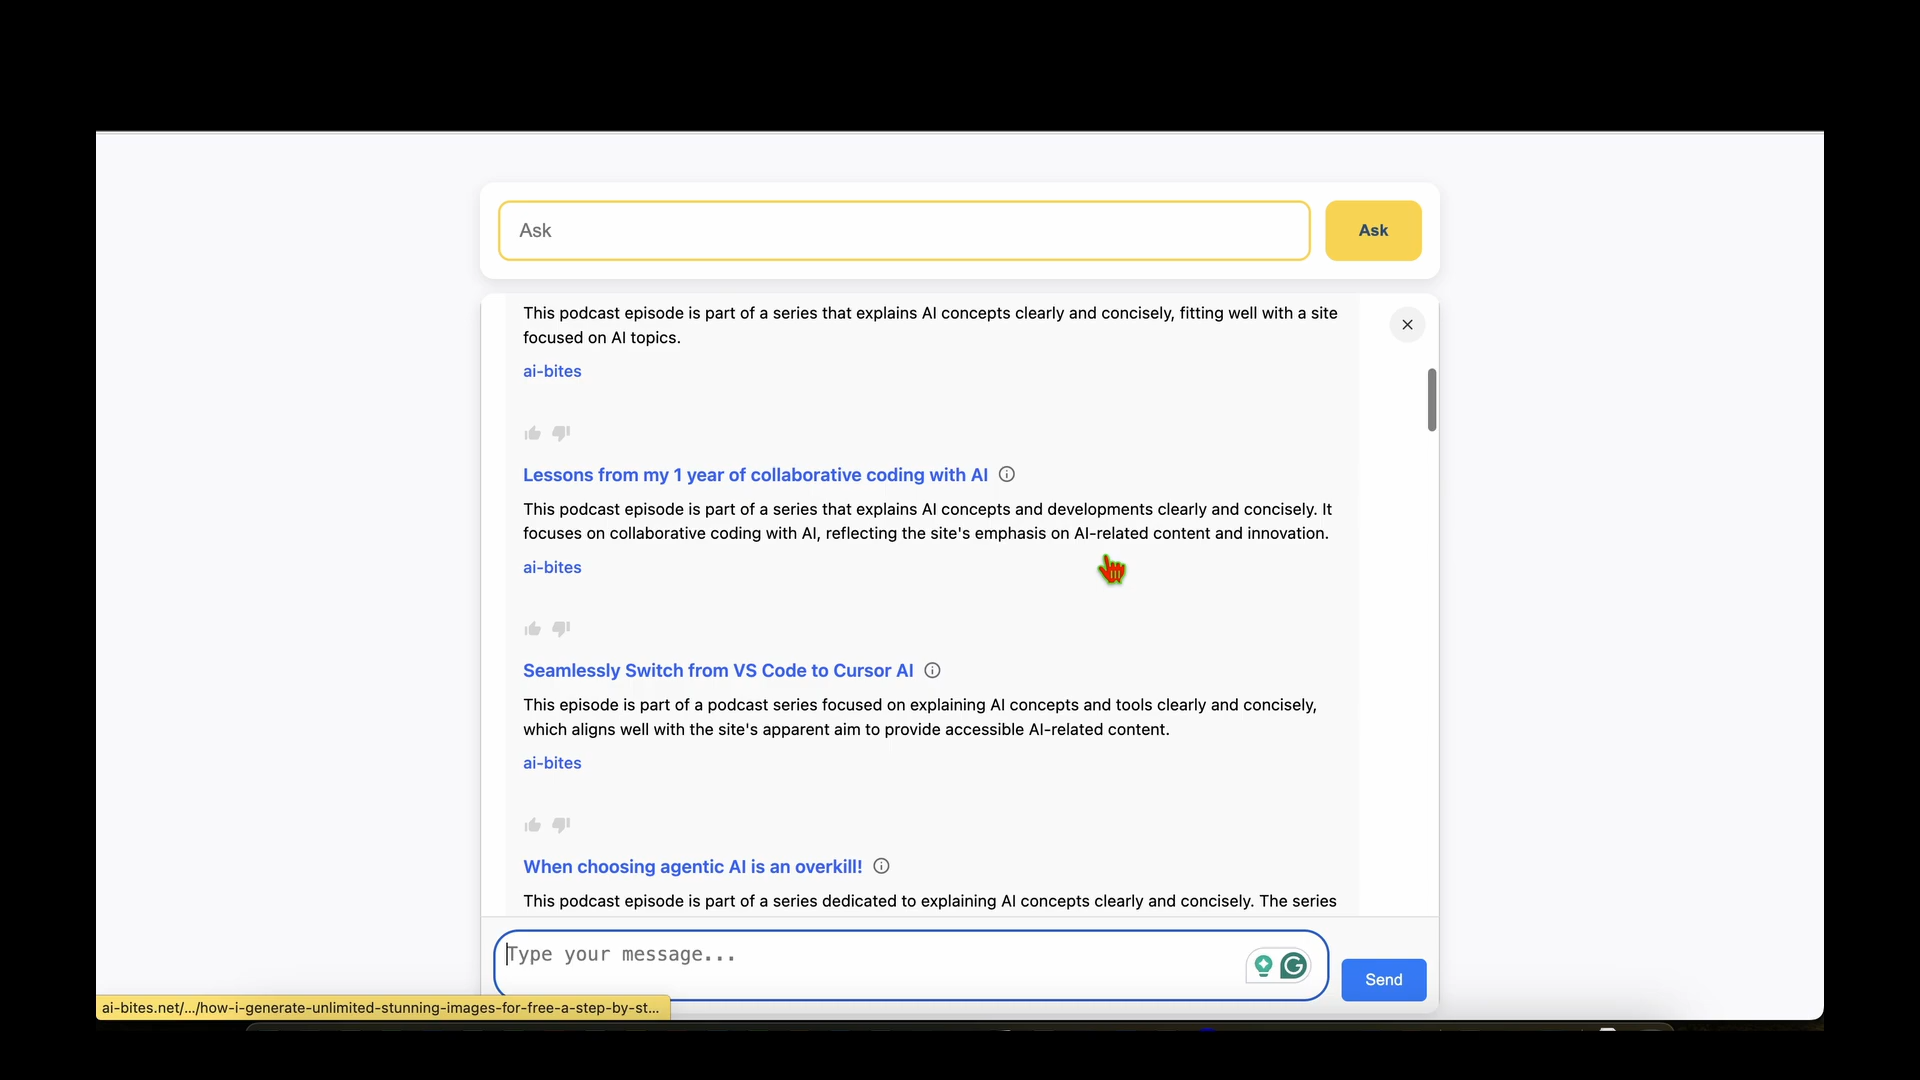 Ask
Ask
This podcast episode is part of a series that explains AI concepts clearly and concisely, fitting well with a site
focused on AI topics.
ai-bites
Lessons from my 1 year of collaborative coding with AI
This podcast episode is part of a series that explains AI concepts and developments clearly and concisely. It
focuses on collaborative coding with AI, reflecting the site's emphasis on AI-related content and innovation.
ai-bites
Seamlessly Switch from VS Code to Cursor AI
This episode is part of a podcast series focused on explaining AI concepts and tools clearly and concisely,
which aligns well with the site's apparent aim to provide accessible AI-related content.
ai-bites
When choosing agentic AI is an overkill!
This podcast episode is part of a series dedicated to explaining AI concepts clearly and concisely. The series
Type your message...
Send
ai-bites.net/.../how-i-generate-unlimited-stunning-images-for-free-a-step-by-st...